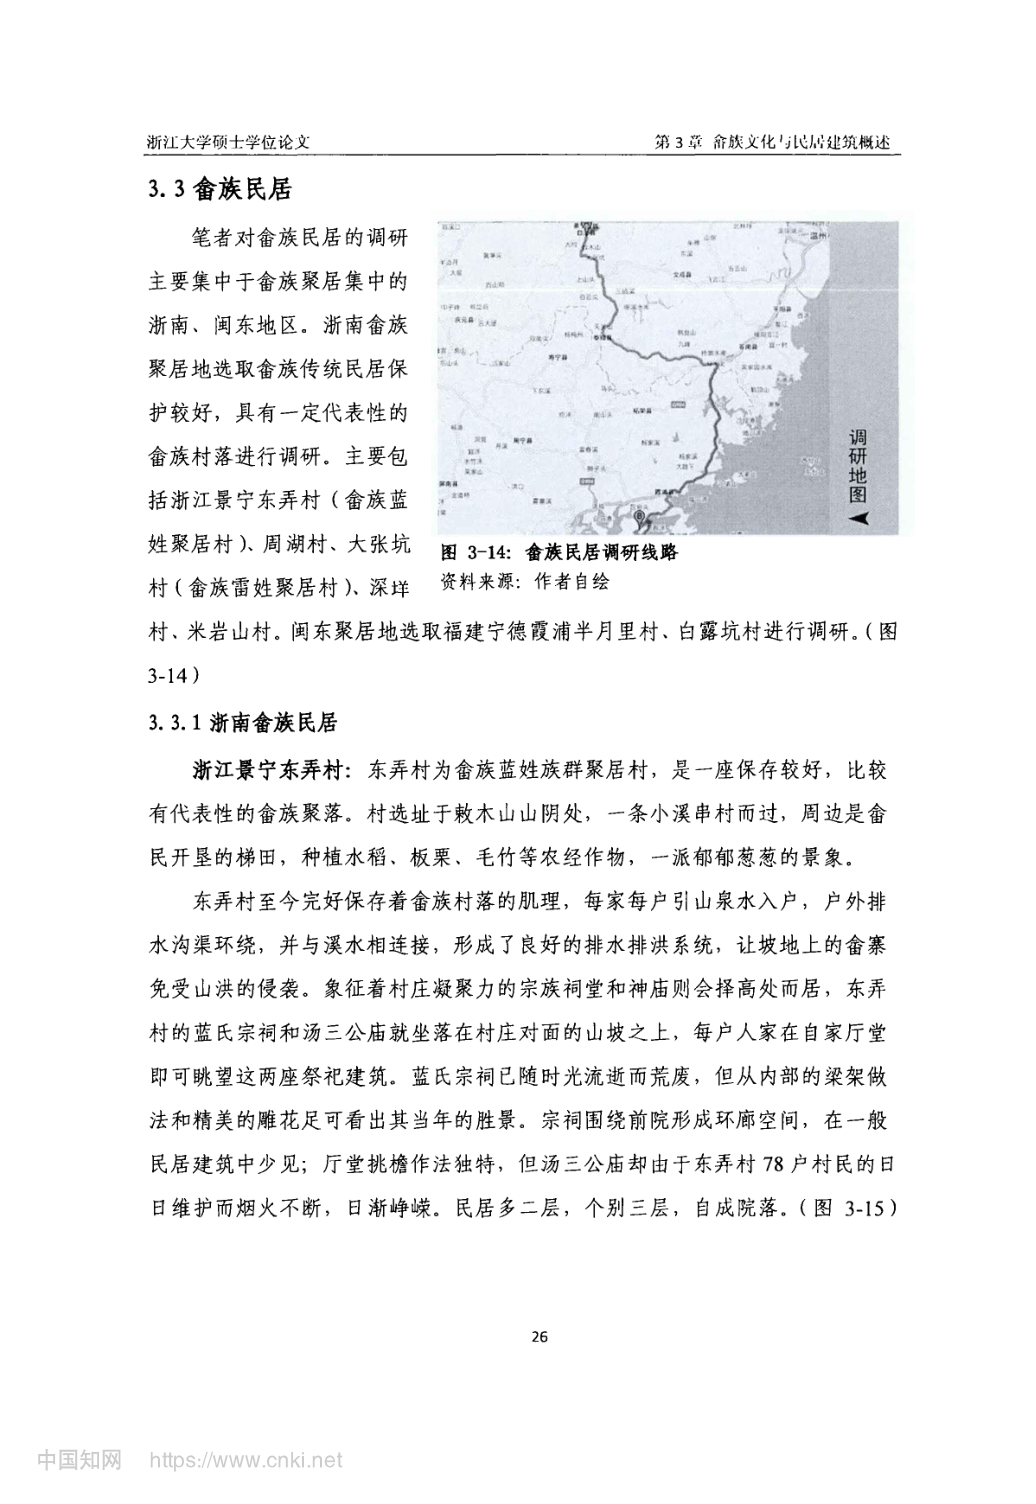 浙江大学硕士学位论文
第 3 章 畲族文化与民居建筑概述
3.3 畲族民居
笔者对畲族民居的调研
主要集中于畲族聚居集中的
浙南、闽东地区。浙南畲族
聚居地选取畲族传统民居保
护较好，具有一定代表性的
畲族村落进行调研。主要包
括浙江景宁东弄村（畲族蓝
姓聚居村）、周湖村、大张坑
村（畲族雷姓聚居村）、深垟
温州
文成县
泰顺县
寿宁县
苍南县
柘荣县
周宁县
霞浦县
调研地图
图 3-14：畲族民居调研线路
资料来源：作者自绘
村、米岩山村。闽东聚居地选取福建宁德霞浦半月里村、白露坑村进行调研。（图
3-14）
3.3.1 浙南畲族民居
浙江景宁东弄村：东弄村为畲族蓝姓族群聚居村，是一座保存较好，比较
有代表性的畲族聚落。村选址于敕木山山阴处，一条小溪串村而过，周边是畲
民开垦的梯田，种植水稻、板栗、毛竹等农经作物，一派郁郁葱葱的景象。
东弄村至今完好保存着畲族村落的肌理，每家每户引山泉水入户，户外排
水沟渠环绕，并与溪水相连接，形成了良好的排水排洪系统，让坡地上的畲寨
免受山洪的侵袭。象征着村庄凝聚力的宗族祠堂和神庙则会择高处而居，东弄
村的蓝氏宗祠和汤三公庙就坐落在村庄对面的山坡之上，每户人家在自家厅堂
即可眺望这两座祭祀建筑。蓝氏宗祠已随时光流逝而荒废，但从内部的梁架做
法和精美的雕花足可看出其当年的胜景。宗祠围绕前院形成环廊空间，在一般
民居建筑中少见；厅堂挑檐作法独特，但汤三公庙却由于东弄村 78 户村民的日
日维护而烟火不断，日渐峥嵘。民居多二层，个别三层，自成院落。（图 3-15）
26
中国知网 https://www.cnki.net